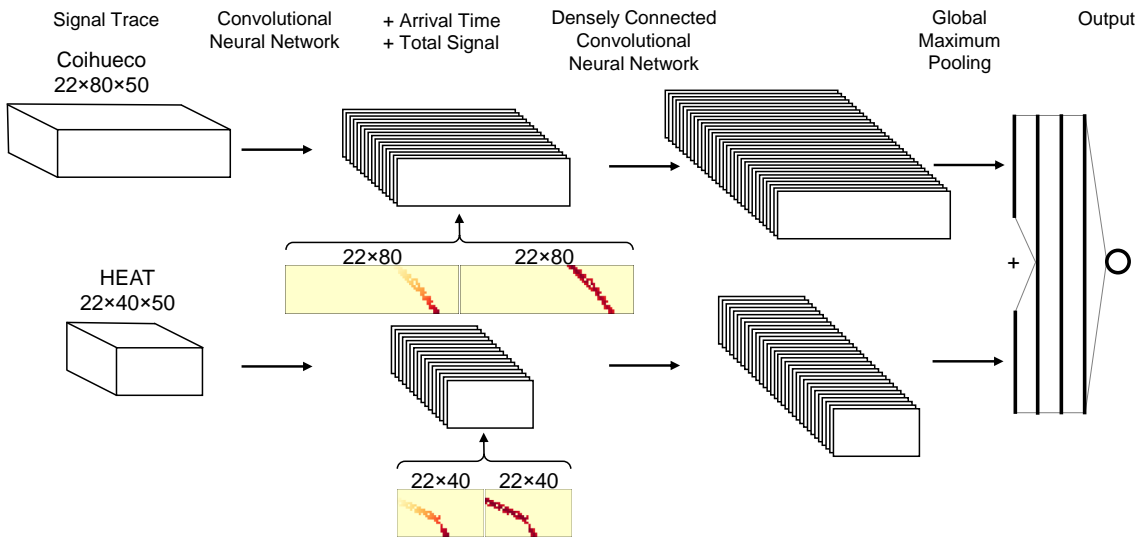 Signal Trace
Convolutional
Neural Network
+ Arrival Time
+ Total Signal
Densely Connected
Convolutional
Neural Network
Global
Maximum
Pooling
Output
Coihueco
22×80×50
22×80
22×80
HEAT
22×40×50
+
22×40
22×40